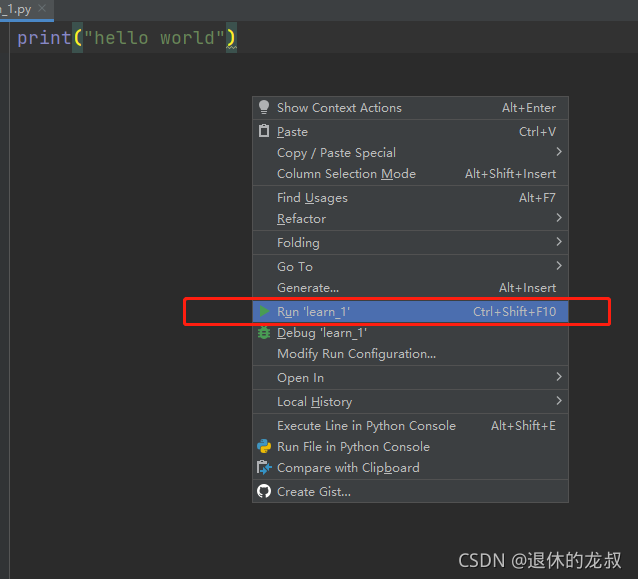 _1.py
print("hello world")
Show Context Actions Alt+Enter
Paste Ctrl+V
Copy / Paste Special
Column Selection Mode Alt+Shift+Insert
Find Usages Alt+F7
Refactor
Folding
Go To
Generate... Alt+Insert
Run 'learn_1' Ctrl+Shift+F10
Debug 'learn_1'
Modify Run Configuration...
Open In
Local History
Execute Line in Python Console Alt+Shift+E
Run File in Python Console
Compare with Clipboard
Create Gist...
CSDN @退休的龙叔